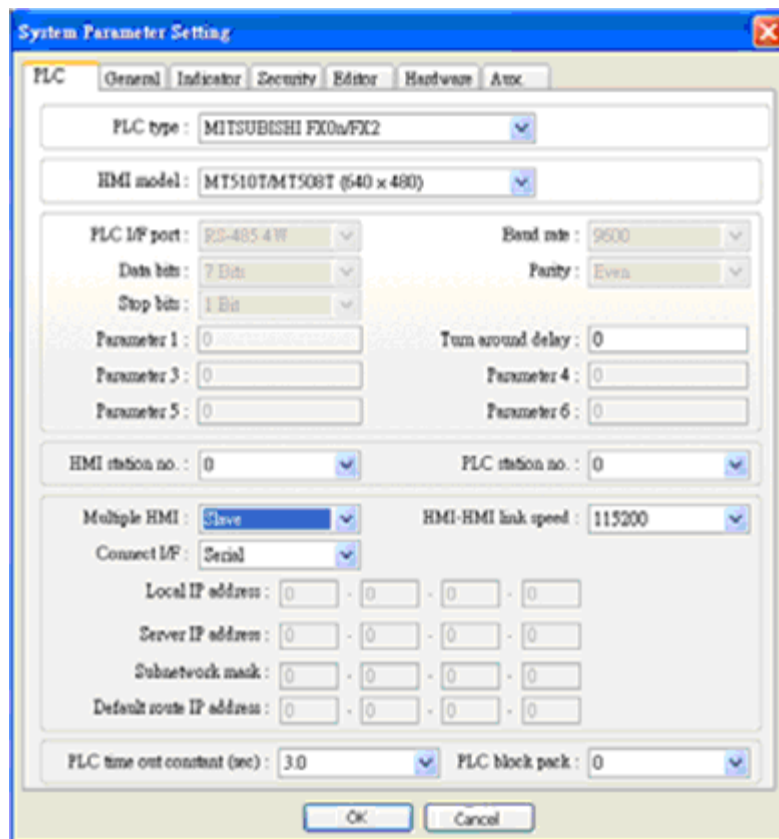 System Parameter Setting
PLC General Indicator Security Editor Hardware Aux.
PLC type : MITSUBISHI FX0n/FX2
HMI model : MT510T/MT508T (640 x 480)
PLC I/F port : RS-485 4W Baud rate : 9600
Data bits : 7 Bits Parity : Even
Stop bits : 1 Bit
Parameter 1 : 0 Turn around delay : 0
Parameter 3 : 0 Parameter 4 : 0
Parameter 5 : 0 Parameter 6 : 0
HMI station no. : 0 PLC station no. : 0
Multiple HMI : Slave HMI-HMI link speed : 115200
Connect I/F : Serial
Local IP address : 0 . 0 . 0 . 0
Server IP address : 0 . 0 . 0 . 0
Subnetwork mask : 0 . 0 . 0 . 0
Default route IP address : 0 . 0 . 0 . 0
PLC time out constant (sec) : 3.0 PLC block pack : 0
OK Cancel